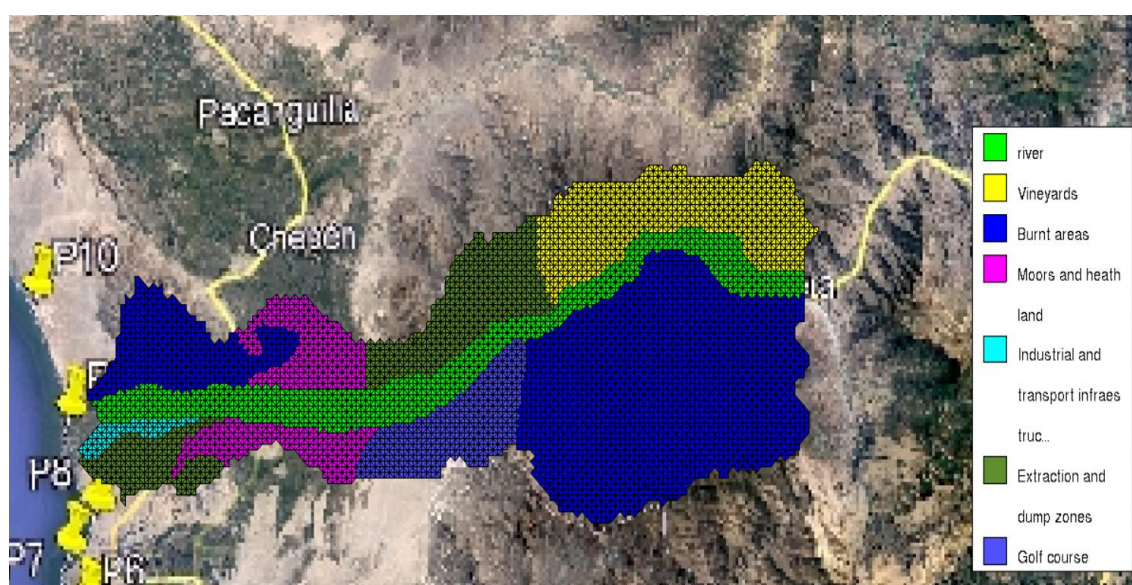 Pacanguilla
Chepén
P10
P8
P7
P6
river
Vineyards
Burnt areas
Moors and heath
land
Industrial and
transport infraes
truc...
Extraction and
dump zones
Golf course